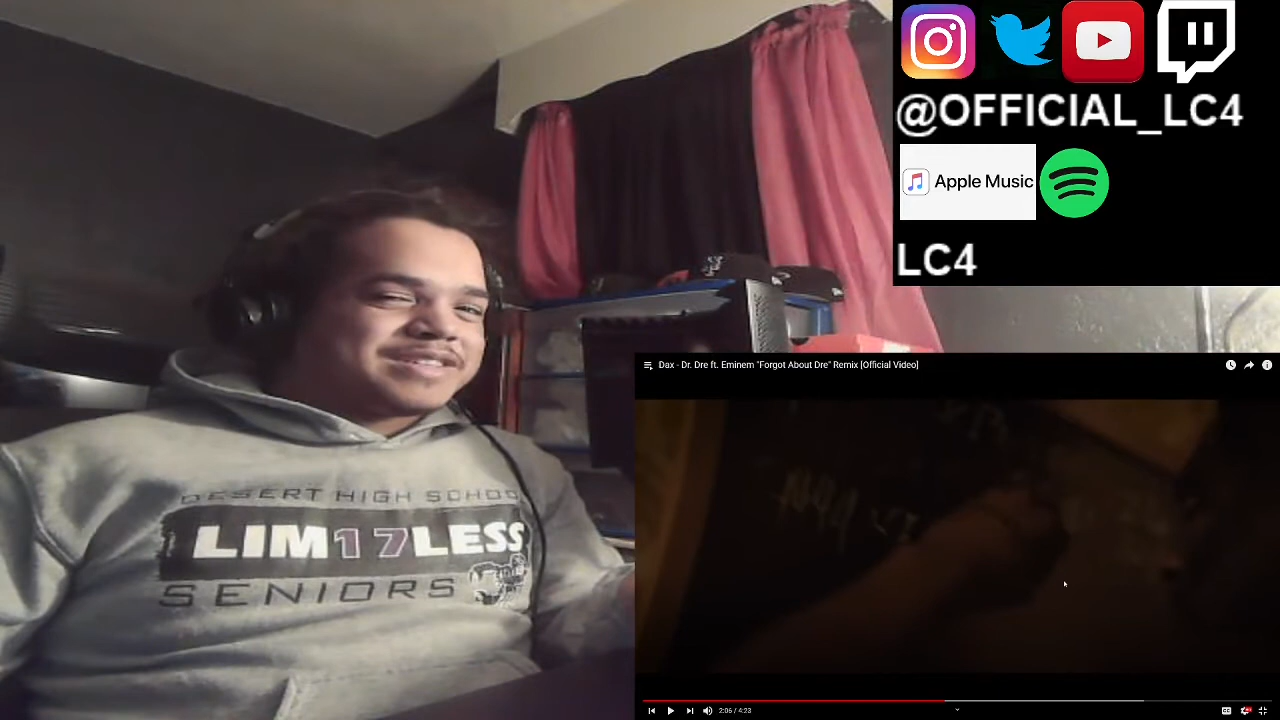 @OFFICIAL_LC4
Apple Music
LC4
Dax - Dr. Dre ft. Eminem "Forgot About Dre" Remix [Official Video]
DESERT HIGH SCHOO
LIM17LESS
SENIORS
2:06 / 4:23